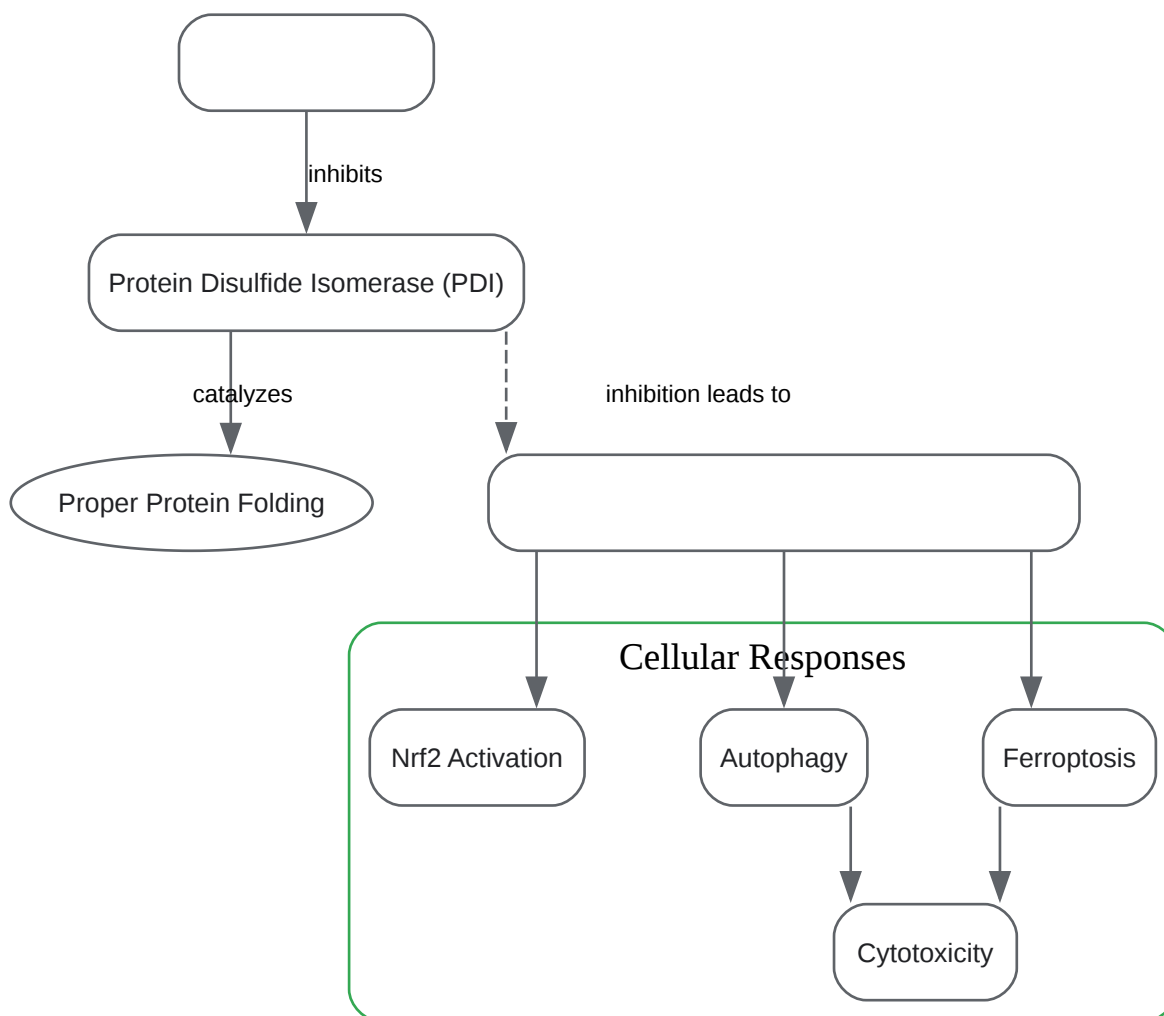 inhibits
Protein Disulfide Isomerase (PDI)
catalyzes
inhibition leads to
Proper Protein Folding
Cellular Responses
Nrf2 Activation
Autophagy
Ferroptosis
Cytotoxicity